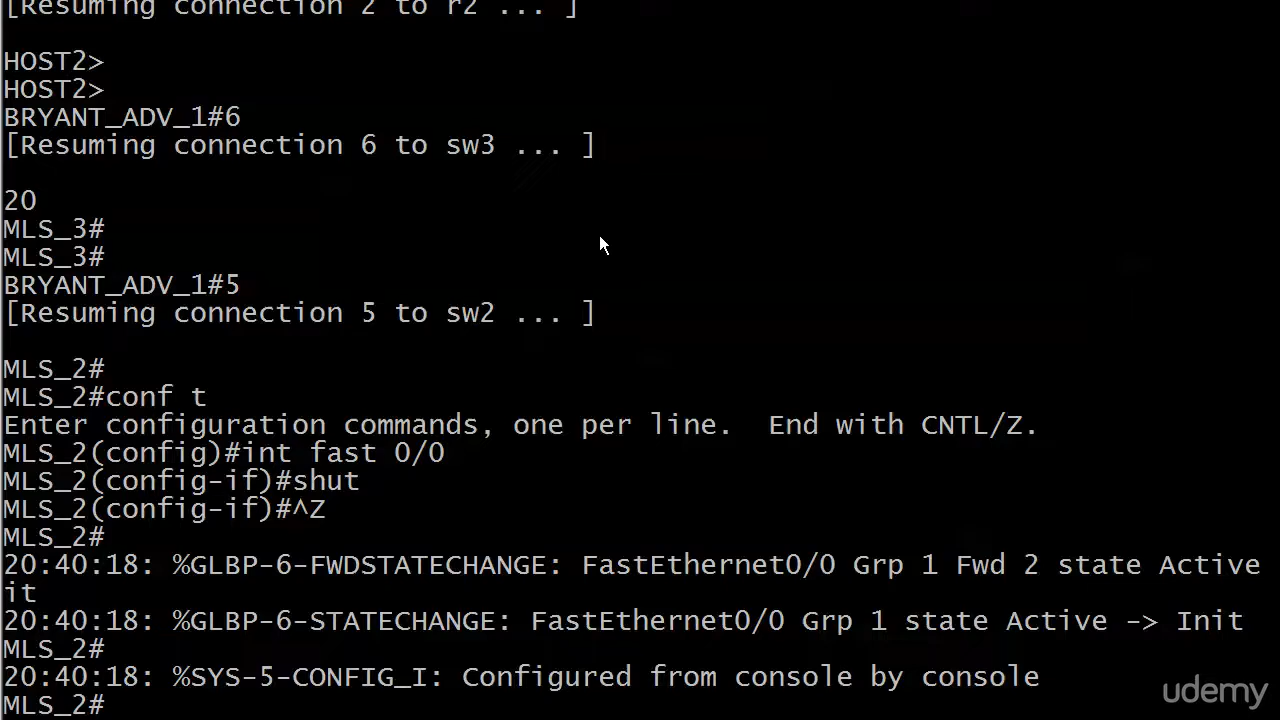 [Resuming connection 2 to r2 ... ]
HOST2>
HOST2>
BRYANT_ADV_1#6
[Resuming connection 6 to sw3 ... ]
20
MLS_3#
MLS_3#
BRYANT_ADV_1#5
[Resuming connection 5 to sw2 ... ]
MLS_2#
MLS_2#conf t
Enter configuration commands, one per line.  End with CNTL/Z.
MLS_2(config)#int fast 0/0
MLS_2(config-if)#shut
MLS_2(config-if)#^Z
MLS_2#
20:40:18: %GLBP-6-FWDSTATECHANGE: FastEthernet0/0 Grp 1 Fwd 2 state Active
it
20:40:18: %GLBP-6-STATECHANGE: FastEthernet0/0 Grp 1 state Active -> Init
MLS_2#
20:40:18: %SYS-5-CONFIG_I: Configured from console by console
MLS_2#
udemy